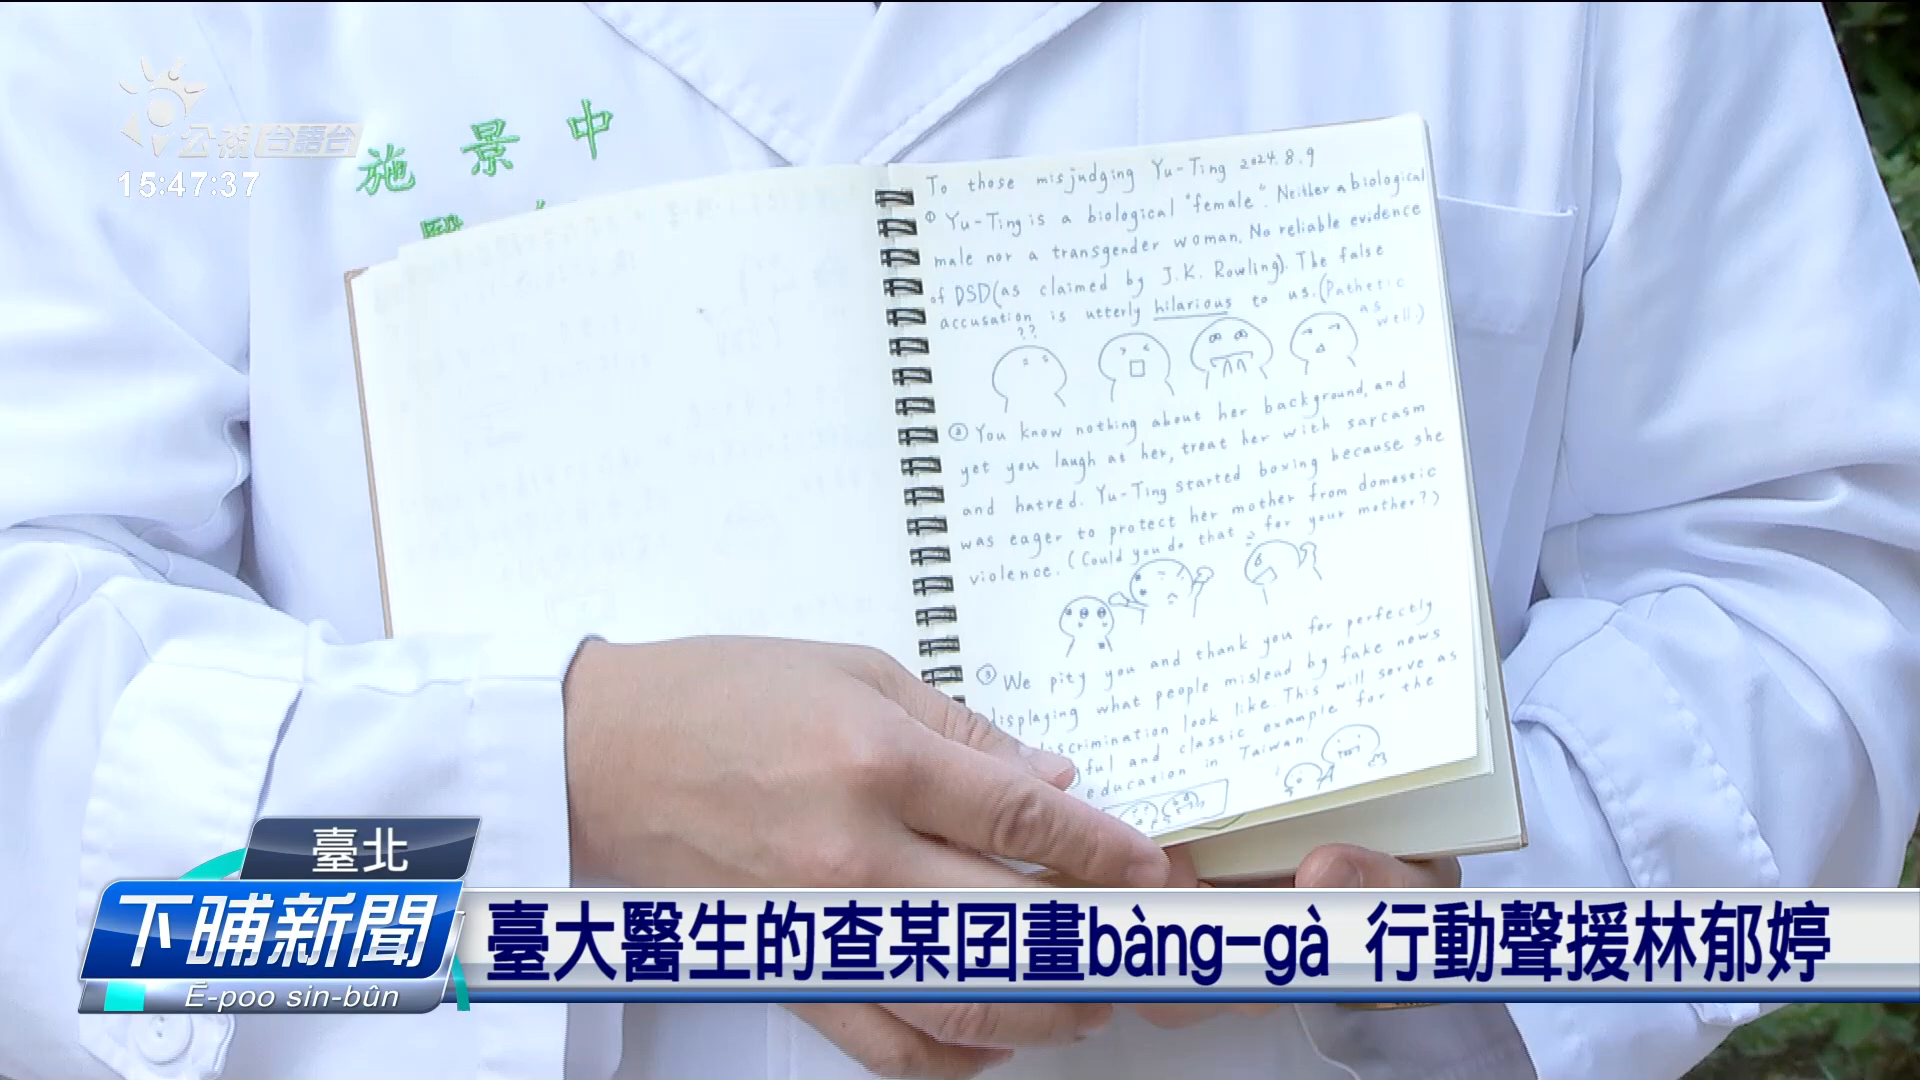 公視台語台
15:47:37
施景中
醫
To those misjudging Yu-Ting 2024.8.9
① Yu-Ting is a biological "female". Neither a biological
male nor a transgender woman. No reliable evidence
of DSD (as claimed by J.K. Rowling). The false
accusation is utterly hilarious to us. (Pathetic
as well.)
??
② You know nothing about her background, and
yet you laugh at her, treat her with sarcasm
and hatred. Yu-Ting started boxing because she
was eager to protect her mother from domestic
violence. (Could you do that for your mother?)
③ We pity you and thank you for perfectly
displaying what people mislead by fake news
discrimination look like. This will serve as
ful and classic example for the
education in Taiwan.
臺北
下晡新聞
Ē-poo sin-bûn
臺大醫生的查某囝畫bàng-gà 行動聲援林郁婷